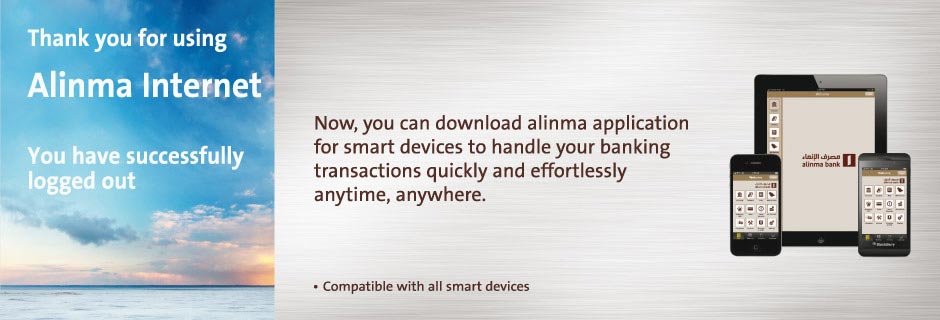 Thank you for using
Alinma Internet
You have successfully
logged out
Now, you can download alinma application
for smart devices to handle your banking
transactions quickly and effortlessly
anytime, anywhere.
• Compatible with all smart devices
مصرف الإنماء
alinma bank
BlackBerry